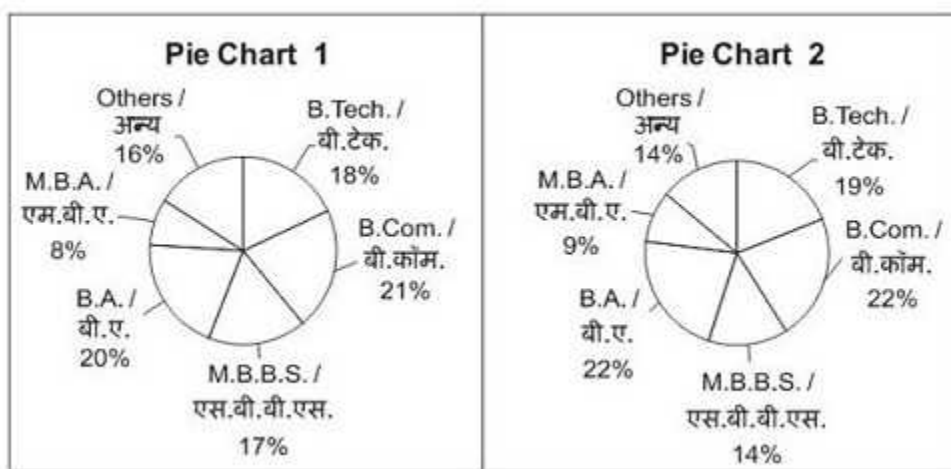 Pie Chart 1
Others /
अन्य
16%
B.Tech. /
बी.टेक.
18%
M.B.A. /
एम.बी.ए.
8%
B.Com. /
बी.कॉम.
21%
B.A. /
बी.ए.
20%
M.B.B.S. /
एस.बी.बी.एस.
17%
Pie Chart 2
Others /
अन्य
14%
B.Tech. /
बी.टेक.
19%
M.B.A. /
एम.बी.ए.
9%
B.Com. /
बी.कॉम.
22%
B.A. /
बी.ए.
22%
M.B.B.S. /
एस.बी.बी.एस.
14%